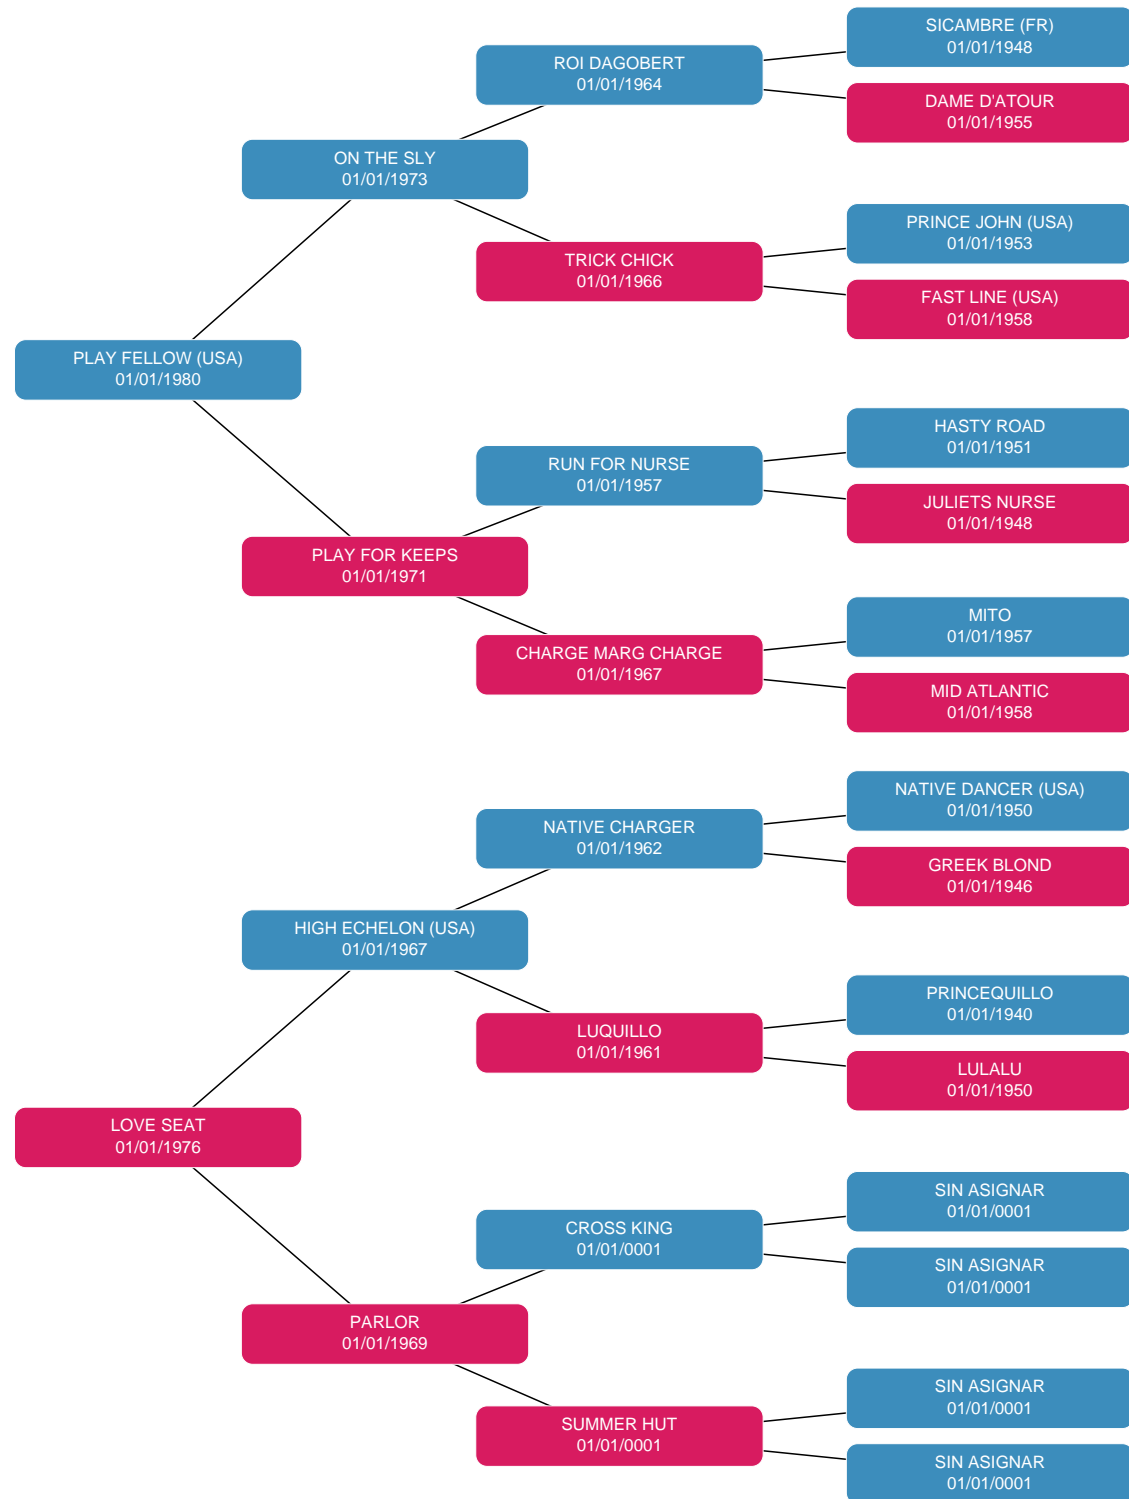 SICAMBRE (FR)
01/01/1948
ROI DAGOBERT
01/01/1964
DAME D'ATOUR
01/01/1955
ON THE SLY
01/01/1973
PRINCE JOHN (USA)
01/01/1953
TRICK CHICK
01/01/1966
FAST LINE (USA)
01/01/1958
PLAY FELLOW (USA)
01/01/1980
HASTY ROAD
01/01/1951
RUN FOR NURSE
01/01/1957
JULIETS NURSE
01/01/1948
PLAY FOR KEEPS
01/01/1971
MITO
01/01/1957
CHARGE MARG CHARGE
01/01/1967
MID ATLANTIC
01/01/1958
NATIVE DANCER (USA)
01/01/1950
NATIVE CHARGER
01/01/1962
GREEK BLOND
01/01/1946
HIGH ECHELON (USA)
01/01/1967
PRINCEQUILLO
01/01/1940
LUQUILLO
01/01/1961
LULALU
01/01/1950
LOVE SEAT
01/01/1976
SIN ASIGNAR
01/01/0001
CROSS KING
01/01/0001
SIN ASIGNAR
01/01/0001
PARLOR
01/01/1969
SIN ASIGNAR
01/01/0001
SUMMER HUT
01/01/0001
SIN ASIGNAR
01/01/0001